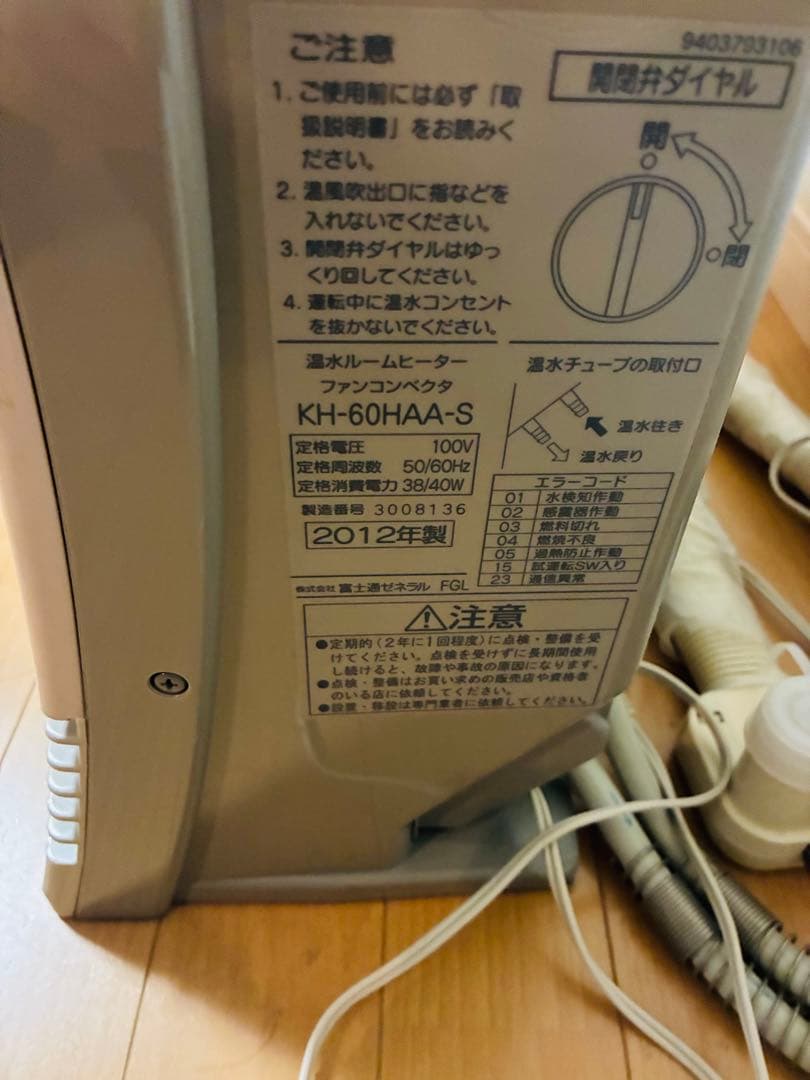 9403793106
ご注意
1. ご使用前には必ず「取
扱説明書」をお読みく
ださい。
2. 温風吹出口に指などを
入れないでください。
3. 開閉弁ダイヤルはゆっ
くり回してください。
4. 運転中に温水コンセント
を抜かないでください。
開閉弁ダイヤル
開
閉
温水ルームヒーター
ファンコンベクタ
KH-60HAA-S
定格電圧 100V
定格周波数 50/60Hz
定格消費電力 38/40W
製造番号 3008136
2012年製
株式会社 富士通ゼネラル FGL
温水チューブの取付口
温水往き
温水戻り
エラーコード
01 水検知作動
02 感震器作動
03 燃料切れ
04 燃焼不良
05 過熱防止作動
15 試運転SW入り
23 通信異常
⚠注意
●定期的(2年に1回程度)に点検・整備を受
けてください。点検を受けずに長期間使用
し続けると、故障や事故の原因になります。
●点検・整備はお買い求めの販売店や資格者
のいる店に依頼してください。
●設置・移設は専門業者に依頼してください。